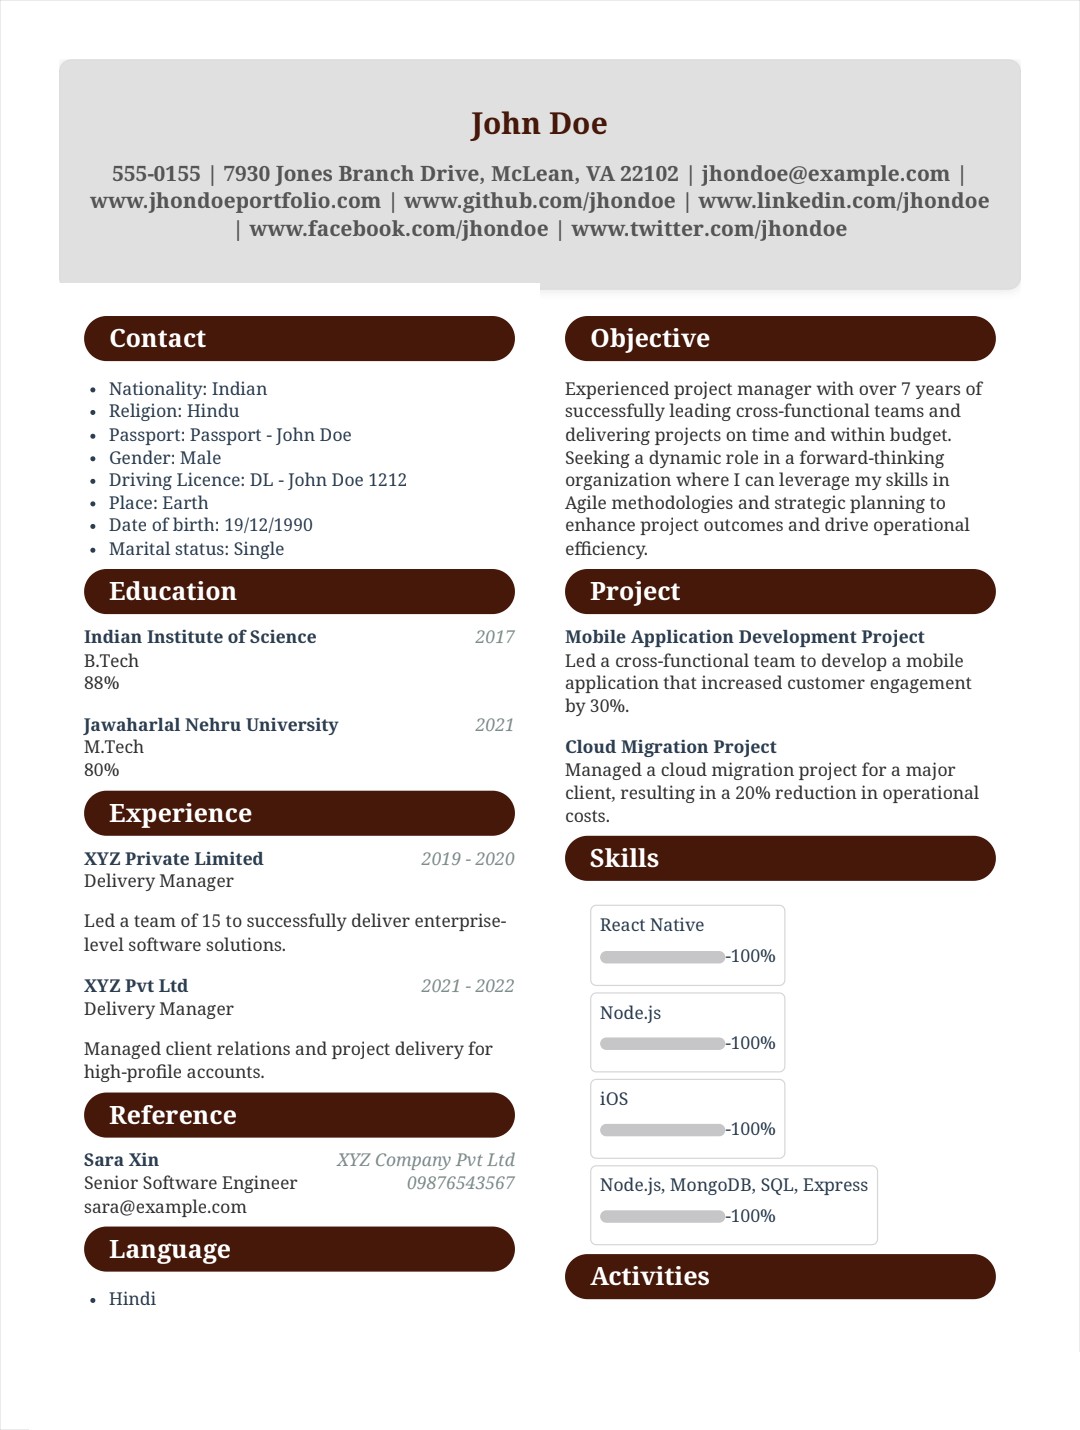 John Doe
555-0155 | 7930 Jones Branch Drive, McLean, VA 22102 | jhondoe@example.com |
www.jhondoeportfolio.com | www.github.com/jhondoe | www.linkedin.com/jhondoe
| www.facebook.com/jhondoe | www.twitter.com/jhondoe
Contact
• Nationality: Indian
• Religion: Hindu
• Passport: Passport - John Doe
• Gender: Male
• Driving Licence: DL - John Doe 1212
• Place: Earth
• Date of birth: 19/12/1990
• Marital status: Single
Education
Indian Institute of Science 2017
B.Tech
88%
Jawaharlal Nehru University 2021
M.Tech
80%
Experience
XYZ Private Limited 2019 - 2020
Delivery Manager
Led a team of 15 to successfully deliver enterprise-
level software solutions.
XYZ Pvt Ltd 2021 - 2022
Delivery Manager
Managed client relations and project delivery for
high-profile accounts.
Reference
Sara Xin XYZ Company Pvt Ltd
Senior Software Engineer 09876543567
sara@example.com
Language
• Hindi
Objective
Experienced project manager with over 7 years of
successfully leading cross-functional teams and
delivering projects on time and within budget.
Seeking a dynamic role in a forward-thinking
organization where I can leverage my skills in
Agile methodologies and strategic planning to
enhance project outcomes and drive operational
efficiency.
Project
Mobile Application Development Project
Led a cross-functional team to develop a mobile
application that increased customer engagement
by 30%.
Cloud Migration Project
Managed a cloud migration project for a major
client, resulting in a 20% reduction in operational
costs.
Skills
React Native
-100%
Node.js
-100%
iOS
-100%
Node.js, MongoDB, SQL, Express
-100%
Activities